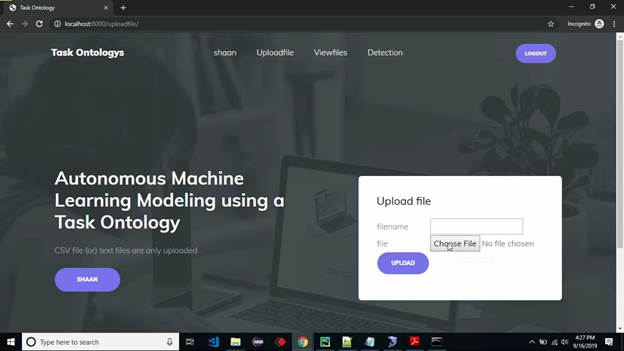 Task Ontology
localhost:8000/uploadfile/
Incognito
Task Ontologys
shaan
Uploadfile
Viewfiles
Detection
LOGOUT
Autonomous Machine
Learning Modeling using a
Task Ontology
CSV file (or) text files are only uploaded
SHAAN
Upload file
filename
file
Choose File No file chosen
UPLOAD
Type here to search
4:27 PM
9/16/2019